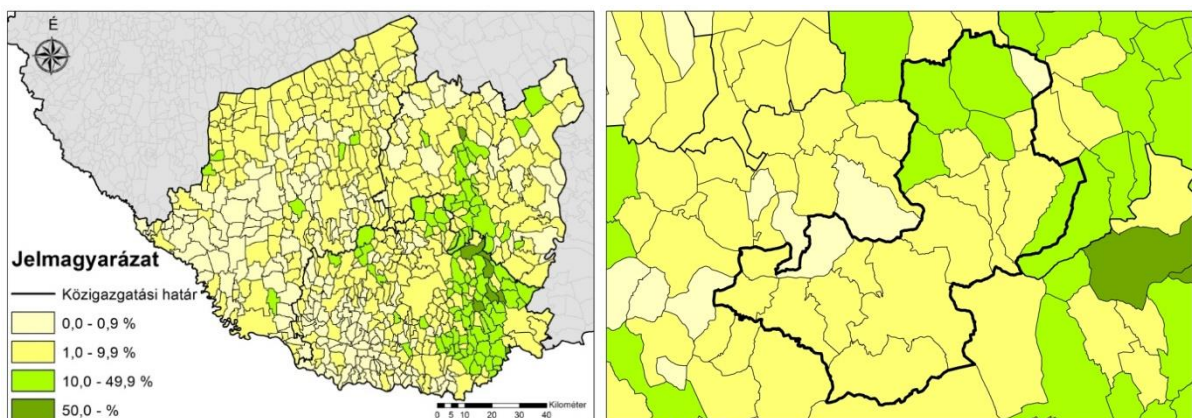 É
Jelmagyarázat
Közigazgatási határ
0,0 - 0,9 %
1,0 - 9,9 %
10,0 - 49,9 %
50,0 - %
Kilométer
0 5 10 20 30 40